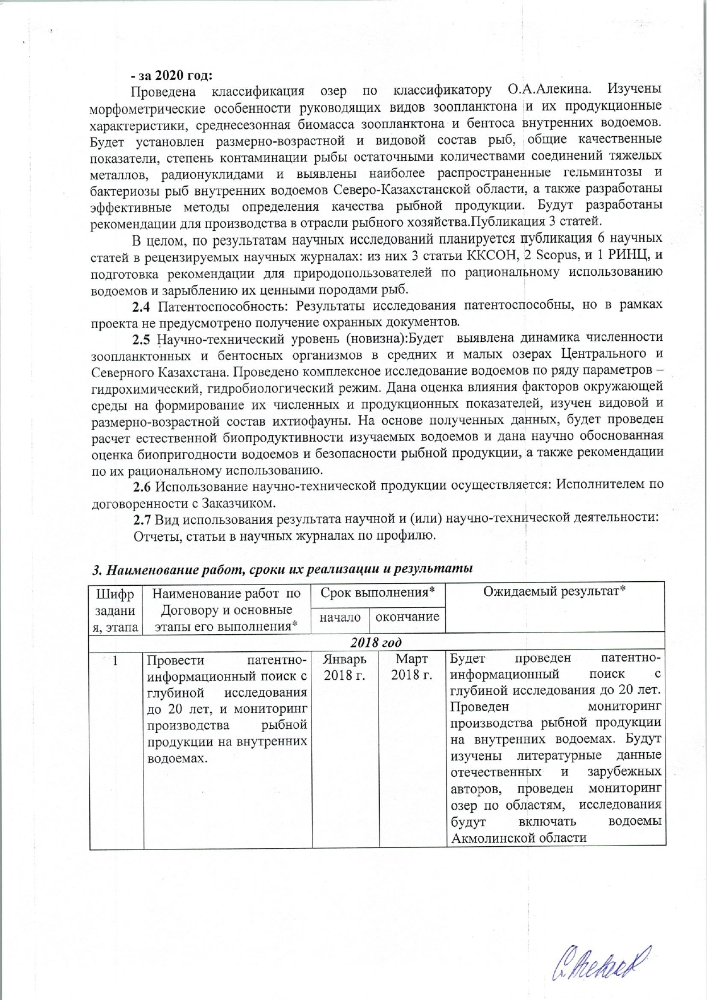 - за 2020 год:
Проведена классификация озер по классификатору О.А.Алекина. Изучены
морфометрические особенности руководящих видов зоопланктона и их продукционные
характеристики, среднесезонная биомасса зоопланктона и бентоса внутренних водоемов.
Будет установлен размерно-возрастной и видовой состав рыб, общие качественные
показатели, степень контаминации рыбы остаточными количествами соединений тяжелых
металлов, радионуклидами и выявлены наиболее распространенные гельминтозы и
бактериозы рыб внутренних водоемов Северо-Казахстанской области, а также разработаны
эффективные методы определения качества рыбной продукции. Будут разработаны
рекомендации для производства в отрасли рыбного хозяйства.Публикация 3 статей.
В целом, по результатам научных исследований планируется публикация 6 научных
статей в рецензируемых научных журналах: из них 3 статьи ККСОН, 2 Scopus, и 1 РИНЦ, и
подготовка рекомендации для природопользователей по рациональному использованию
водоемов и зарыблению их ценными породами рыб.
2.4 Патентоспособность: Результаты исследования патентоспособны, но в рамках
проекта не предусмотрено получение охранных документов.
2.5 Научно-технический уровень (новизна):Будет выявлена динамика численности
зоопланктонных и бентосных организмов в средних и малых озерах Центрального и
Северного Казахстана. Проведено комплексное исследование водоемов по ряду параметров –
гидрохимический, гидробиологический режим. Дана оценка влияния факторов окружающей
среды на формирование их численных и продукционных показателей, изучен видовой и
размерно-возрастной состав ихтиофауны. На основе полученных данных, будет проведен
расчет естественной биопродуктивности изучаемых водоемов и дана научно обоснованная
оценка биопригодности водоемов и безопасности рыбной продукции, а также рекомендации
по их рациональному использованию.
2.6 Использование научно-технической продукции осуществляется: Исполнителем по
договоренности с Заказчиком.
2.7 Вид использования результата научной и (или) научно-технической деятельности:
Отчеты, статьи в научных журналах по профилю.
3. Наименование работ, сроки их реализации и результаты
Шифр
задани
я, этапа
Наименование работ по
Договору и основные
этапы его выполнения*
Срок выполнения*
начало
окончание
Ожидаемый результат*
2018 год
1
Провести патентно-
информационный поиск с
глубиной исследования
до 20 лет, и мониторинг
производства рыбной
продукции на внутренних
водоемах.
Январь
2018 г.
Март
2018 г.
Будет проведен патентно-
информационный поиск с
глубиной исследования до 20 лет.
Проведен мониторинг
производства рыбной продукции
на внутренних водоемах. Будут
изучены литературные данные
отечественных и зарубежных
авторов, проведен мониторинг
озер по областям, исследования
будут включать водоемы
Акмолинской области